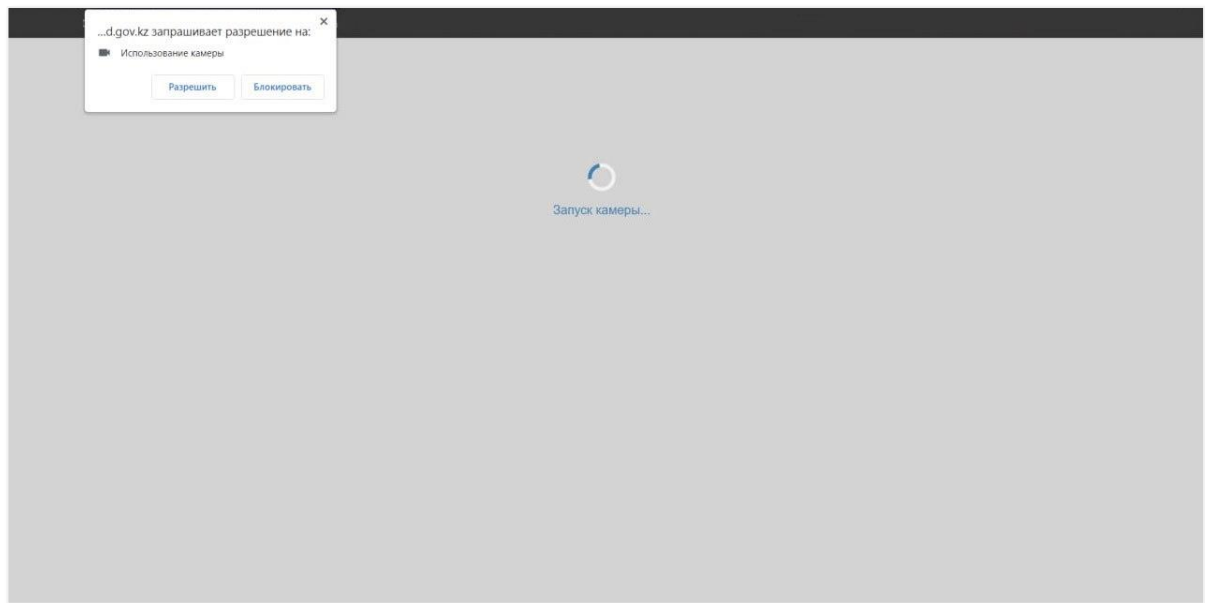 ...d.gov.kz запрашивает разрешение на:
Использование камеры
Разрешить Блокировать
Запуск камеры...